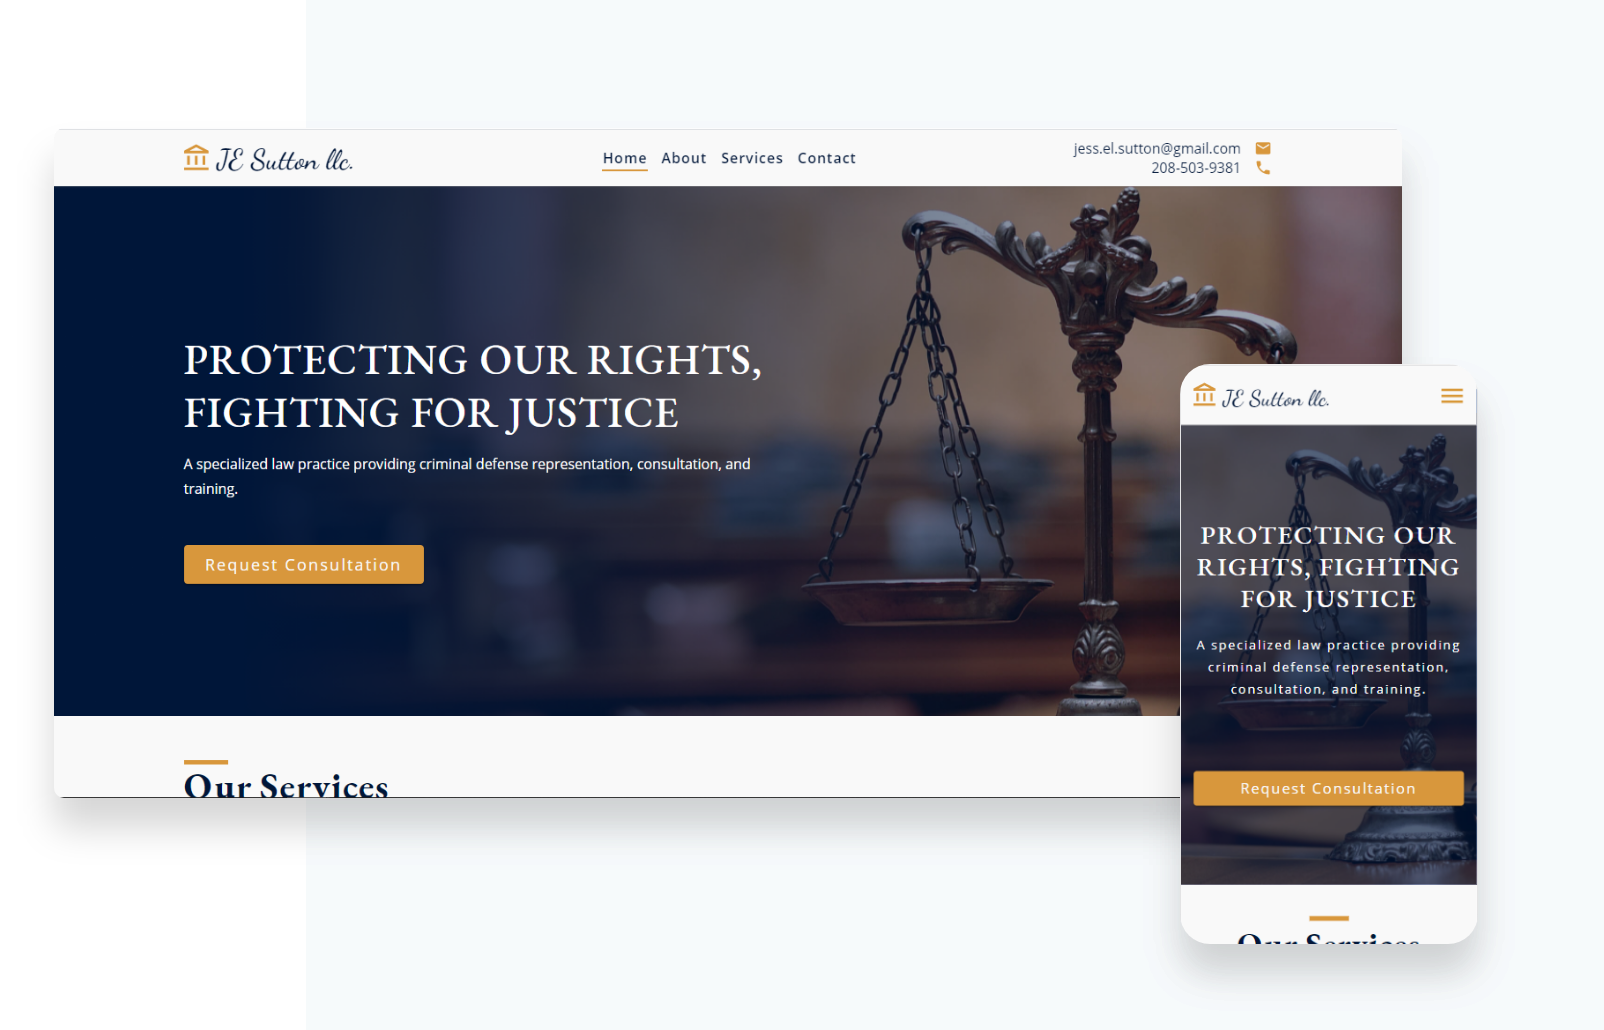 JE Sutton llc.
Home About Services Contact
jess.el.sutton@gmail.com
208-503-9381
PROTECTING OUR RIGHTS,
FIGHTING FOR JUSTICE
A specialized law practice providing criminal defense representation, consultation, and
training.
Request Consultation
Our Services
JE Sutton llc.
PROTECTING OUR
RIGHTS, FIGHTING
FOR JUSTICE
A specialized law practice providing
criminal defense representation,
consultation, and training.
Request Consultation
Our Services